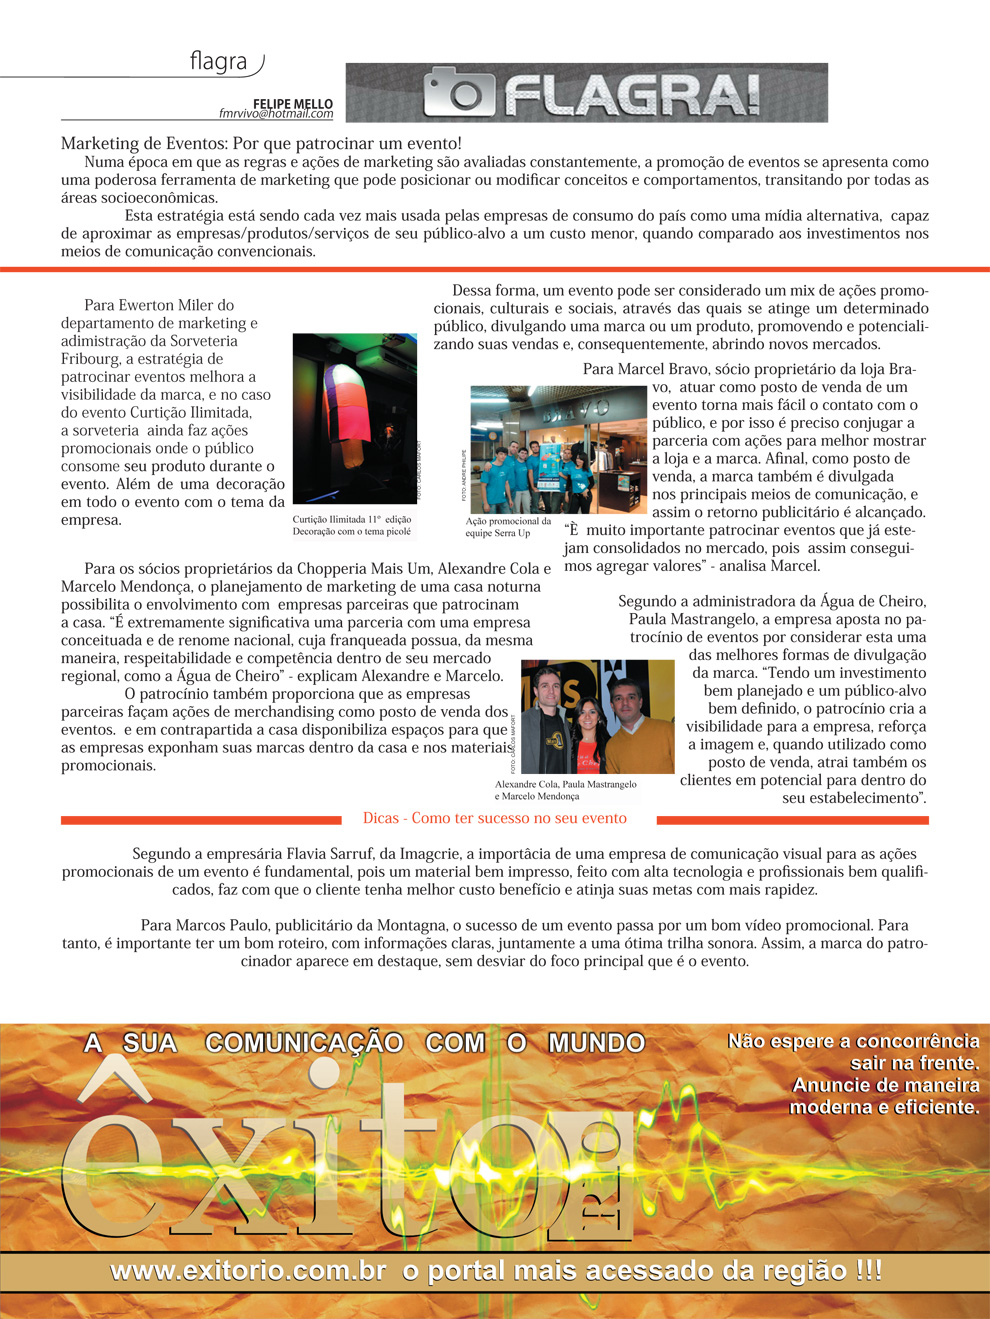 flagra
FLAGRA!
FELIPE MELLO
fmrvivo@hotmail.com
Marketing de Eventos: Por que patrocinar um evento!
Numa época em que as regras e ações de marketing são avaliadas constantemente, a promoção de eventos se apresenta como
uma poderosa ferramenta de marketing que pode posicionar ou modificar conceitos e comportamentos, transitando por todas as
áreas socioeconômicas.
Esta estratégia está sendo cada vez mais usada pelas empresas de consumo do país como uma mídia alternativa, capaz
de aproximar as empresas/produtos/serviços de seu público-alvo a um custo menor, quando comparado aos investimentos nos
meios de comunicação convencionais.
Para Ewerton Miler do
departamento de marketing e
adimistração da Sorveteria
Fribourg, a estratégia de
patrocinar eventos melhora a
visibilidade da marca, e no caso
do evento Curtição Ilimitada,
a sorveteria ainda faz ações
promocionais onde o público
consome seu produto durante o
evento. Além de uma decoração
em todo o evento com o tema da
empresa.
FOTO: CARLOS MAFORT
Curtição Ilimitada 11º edição
Decoração com o tema picolé
Dessa forma, um evento pode ser considerado um mix de ações promo-
cionais, culturais e sociais, através das quais se atinge um determinado
público, divulgando uma marca ou um produto, promovendo e potenciali-
zando suas vendas e, consequentemente, abrindo novos mercados.
Para Marcel Bravo, sócio proprietário da loja Bra-
vo, atuar como posto de venda de um
evento torna mais fácil o contato com o
público, e por isso é preciso conjugar a
parceria com ações para melhor mostrar
a loja e a marca. Afinal, como posto de
venda, a marca também é divulgada
nos principais meios de comunicação, e
assim o retorno publicitário é alcançado.
“È muito importante patrocinar eventos que já este-
jam consolidados no mercado, pois assim consegui-
mos agregar valores” - analisa Marcel.
BRAVO
FOTO: ANDRE PHILIPE
Ação promocional da
equipe Serra Up
Para os sócios proprietários da Chopperia Mais Um, Alexandre Cola e
Marcelo Mendonça, o planejamento de marketing de uma casa noturna
possibilita o envolvimento com empresas parceiras que patrocinam
a casa. “É extremamente significativa uma parceria com uma empresa
conceituada e de renome nacional, cuja franqueada possua, da mesma
maneira, respeitabilidade e competência dentro de seu mercado
regional, como a Água de Cheiro” - explicam Alexandre e Marcelo.
O patrocínio também proporciona que as empresas
parceiras façam ações de merchandising como posto de venda dos
eventos. e em contrapartida a casa disponibiliza espaços para que
as empresas exponham suas marcas dentro da casa e nos materiais
promocionais.
FOTO: CARLOS MAFORT
Alexandre Cola, Paula Mastrangelo
e Marcelo Mendonça
Segundo a administradora da Água de Cheiro,
Paula Mastrangelo, a empresa aposta no pa-
trocínio de eventos por considerar esta uma
das melhores formas de divulgação
da marca. “Tendo um investimento
bem planejado e um público-alvo
bem definido, o patrocínio cria a
visibilidade para a empresa, reforça
a imagem e, quando utilizado como
posto de venda, atrai também os
clientes em potencial para dentro do
seu estabelecimento”.
Dicas - Como ter sucesso no seu evento
Segundo a empresária Flavia Sarruf, da Imagcrie, a importâcia de uma empresa de comunicação visual para as ações
promocionais de um evento é fundamental, pois um material bem impresso, feito com alta tecnologia e profissionais bem qualifi-
cados, faz com que o cliente tenha melhor custo benefício e atinja suas metas com mais rapidez.
Para Marcos Paulo, publicitário da Montagna, o sucesso de um evento passa por um bom vídeo promocional. Para
tanto, é importante ter um bom roteiro, com informações claras, juntamente a uma ótima trilha sonora. Assim, a marca do patro-
cinador aparece em destaque, sem desviar do foco principal que é o evento.
A SUA COMUNICAÇÃO COM O MUNDO
Não espere a concorrência
sair na frente.
Anuncie de maneira
moderna e eficiente.
êxito
RIO
www.exitorio.com.br o portal mais acessado da região !!!